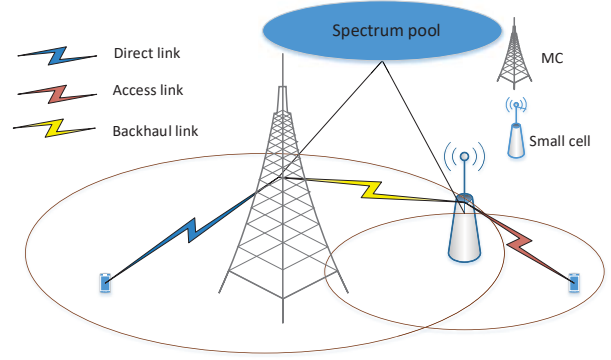 Spectrum pool
Direct link
MC
Access link
Backhaul link
Small cell